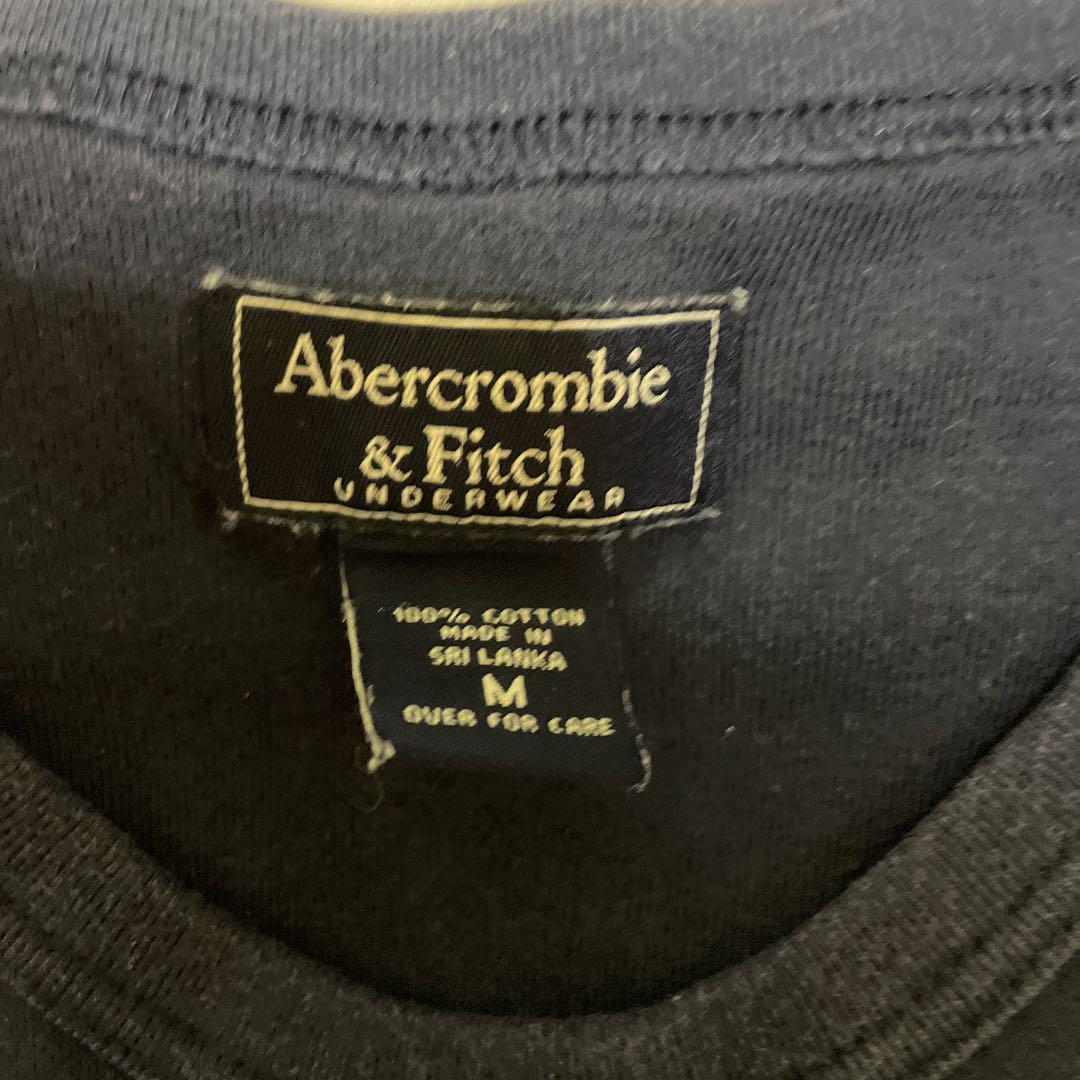 Abercrombie
& Fitch
UNDERWEAR
100% COTTON
MADE IN
SRI LANKA
M
OVER FOR CARE